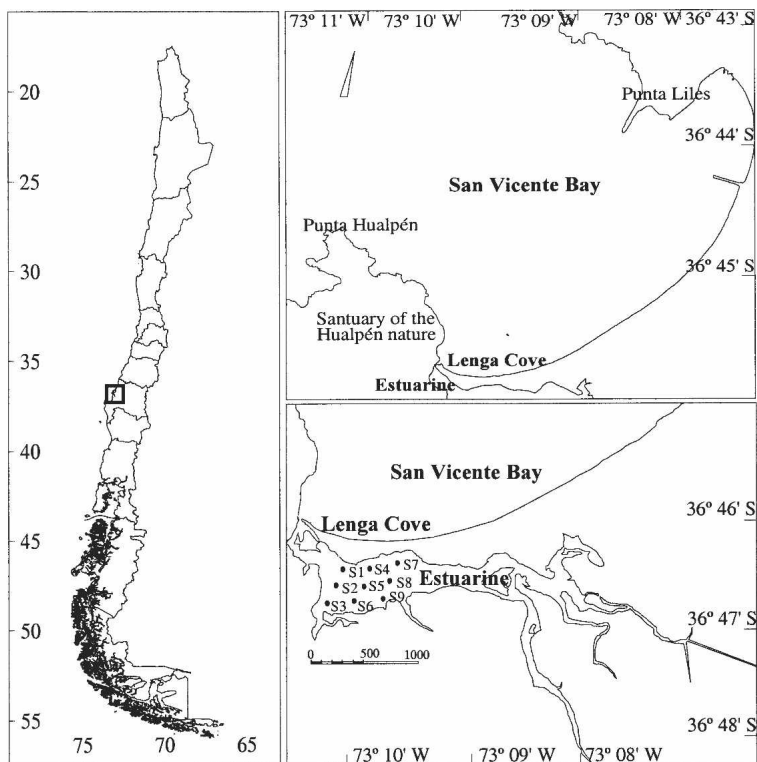 20
25
30
35
40
45
50
55
75 70 65
73º 11' W 73º 10' W 73º 09' W 73º 08' W 36º 43' S
Punta Liles
36º 44' S
San Vicente Bay
Punta Hualpén
36º 45' S
Santuary of the
Hualpén nature
Lenga Cove
Estuarine
San Vicente Bay
36º 46' S
Lenga Cove
S1 S4 S7
Estuarine
S2 S5 S8
S3 S6 S9
36º 47' S
0 500 1000
36º 48' S
73º 10' W 73º 09' W 73º 08' W